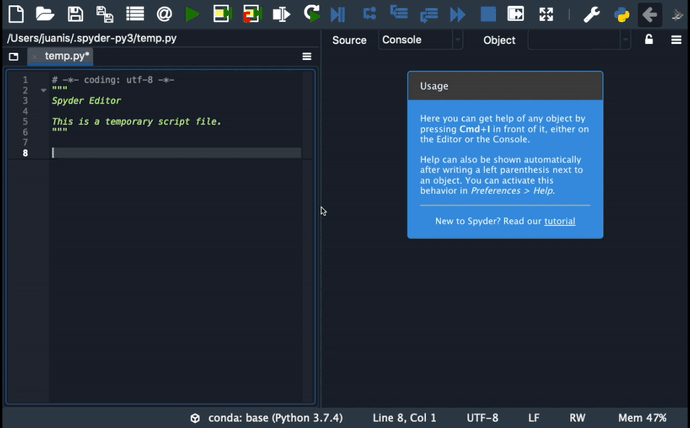 /Users/juanis/.spyder-py3/temp.py
Source Console Object
temp.py*
1 # -*- coding: utf-8 -*-
2 """
3 Spyder Editor
4
5 This is a temporary script file.
6 """
7
8
Usage
Here you can get help of any object by
pressing Cmd+I in front of it, either on
the Editor or the Console.
Help can also be shown automatically
after writing a left parenthesis next to
an object. You can activate this
behavior in Preferences > Help.
New to Spyder? Read our tutorial
conda: base (Python 3.7.4) Line 8, Col 1 UTF-8 LF RW Mem 47%